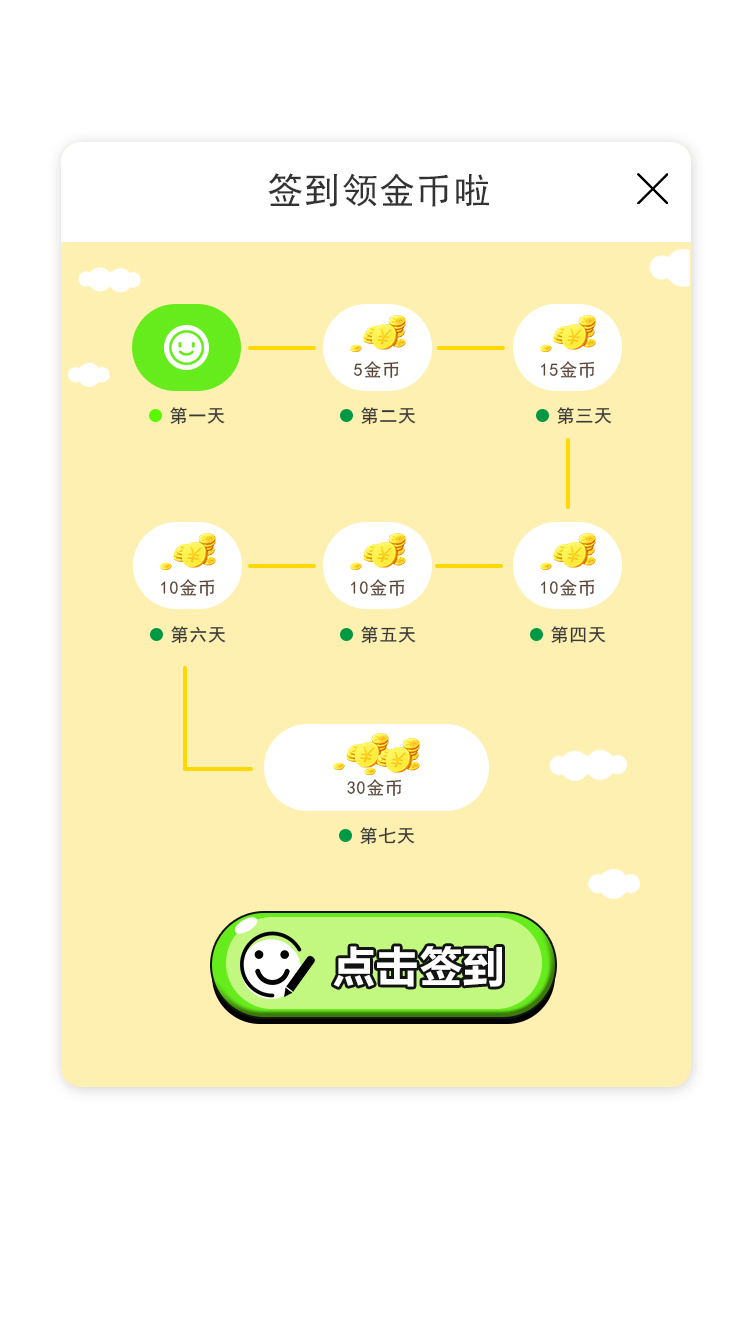 签到领金币啦
5金币
15金币
第一天
第二天
第三天
10金币
10金币
10金币
第六天
第五天
第四天
30金币
第七天
点击签到